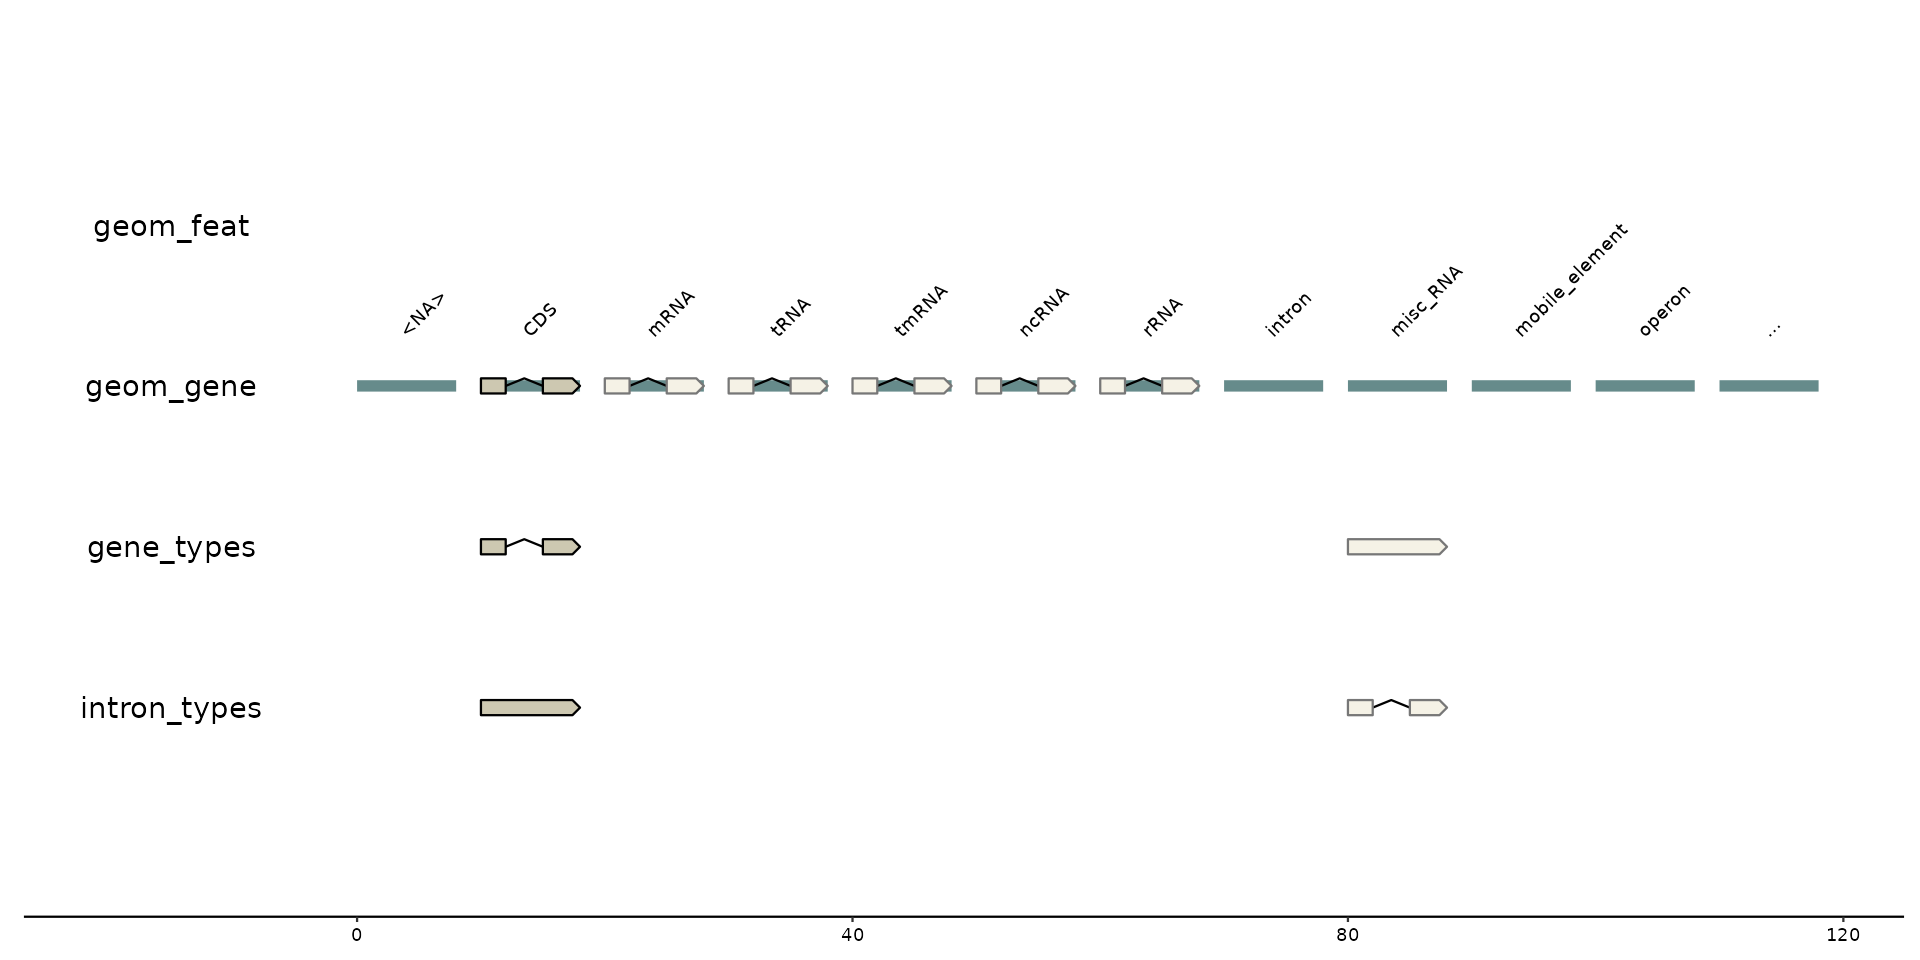 geom_feat
<NA>
CDS
mRNA
tRNA
tmRNA
ncRNA
rRNA
intron
misc_RNA
mobile_element
operon
...
geom_gene
gene_types
intron_types
0
40
80
120